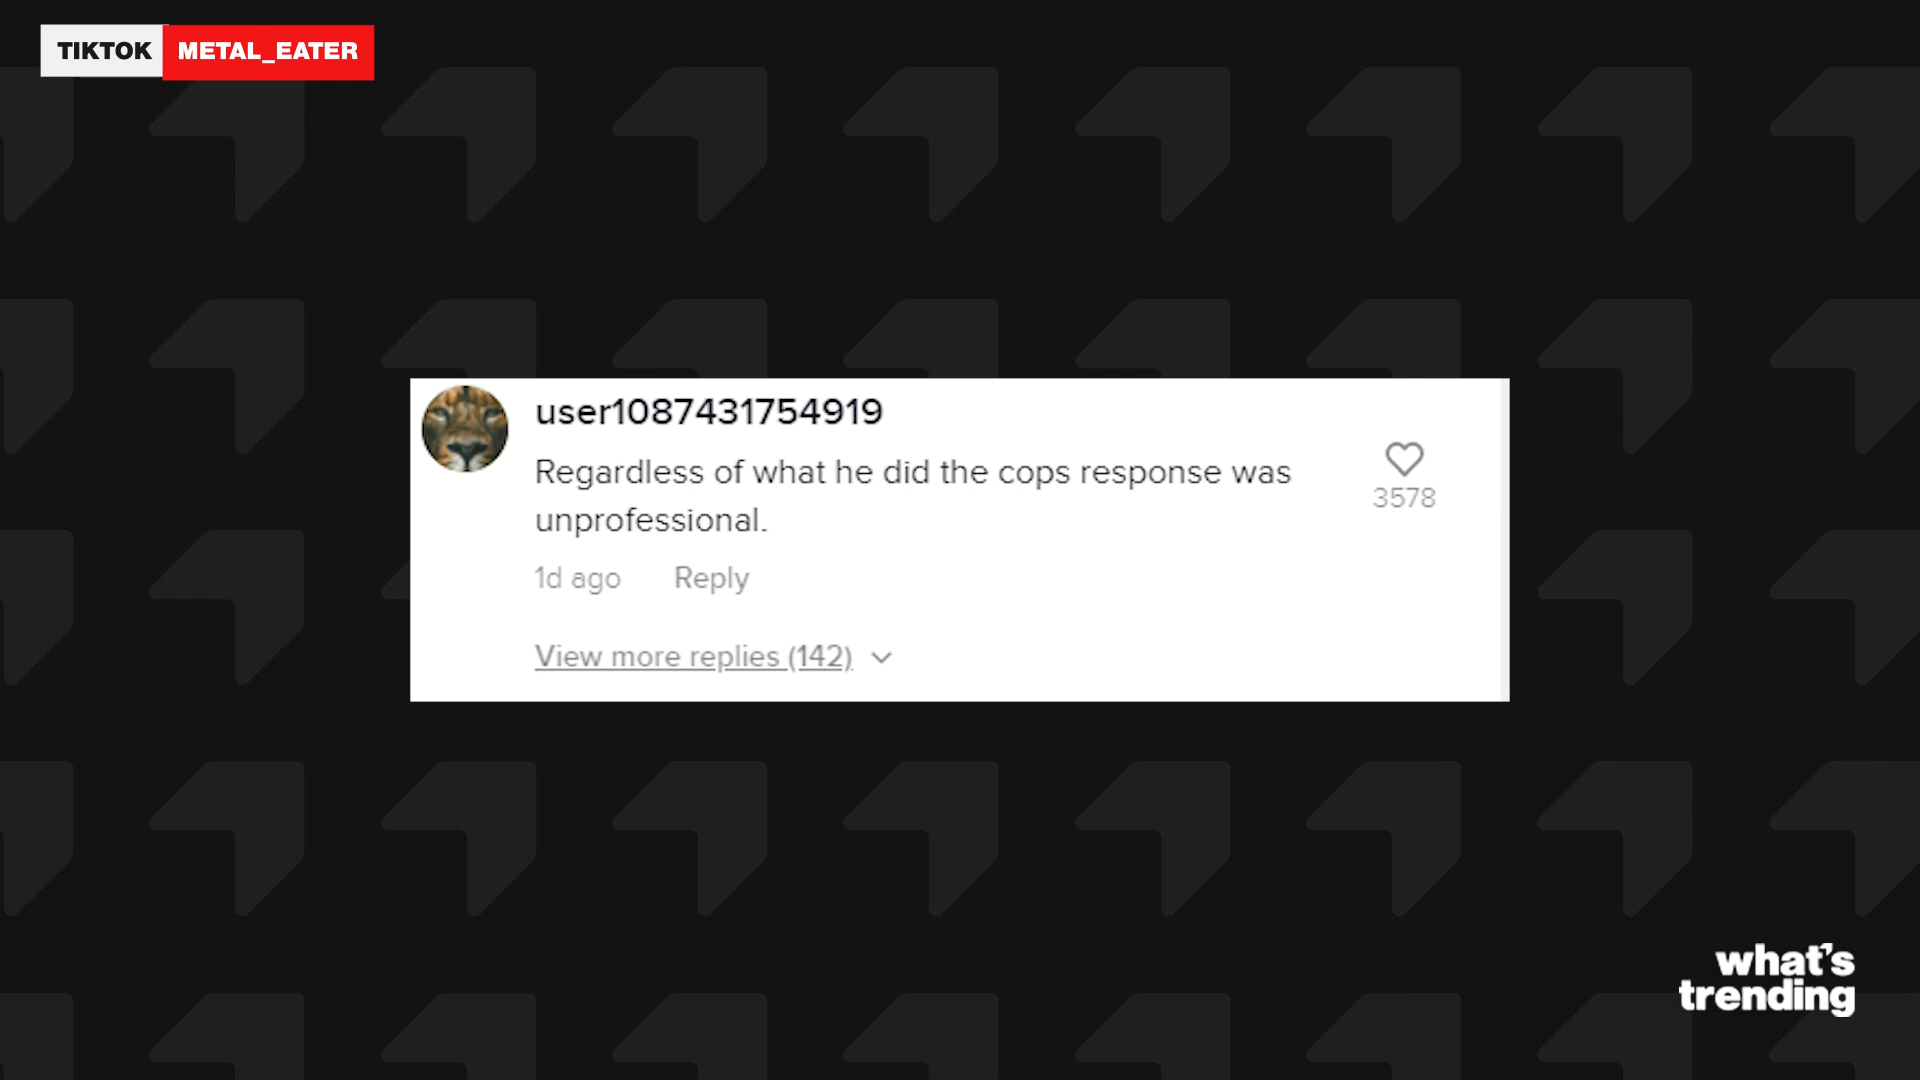 TIKTOK METAL_EATER
user1087431754919
Regardless of what he did the cops response was
unprofessional.
3578
1d ago Reply
View more replies (142)
what's
trending